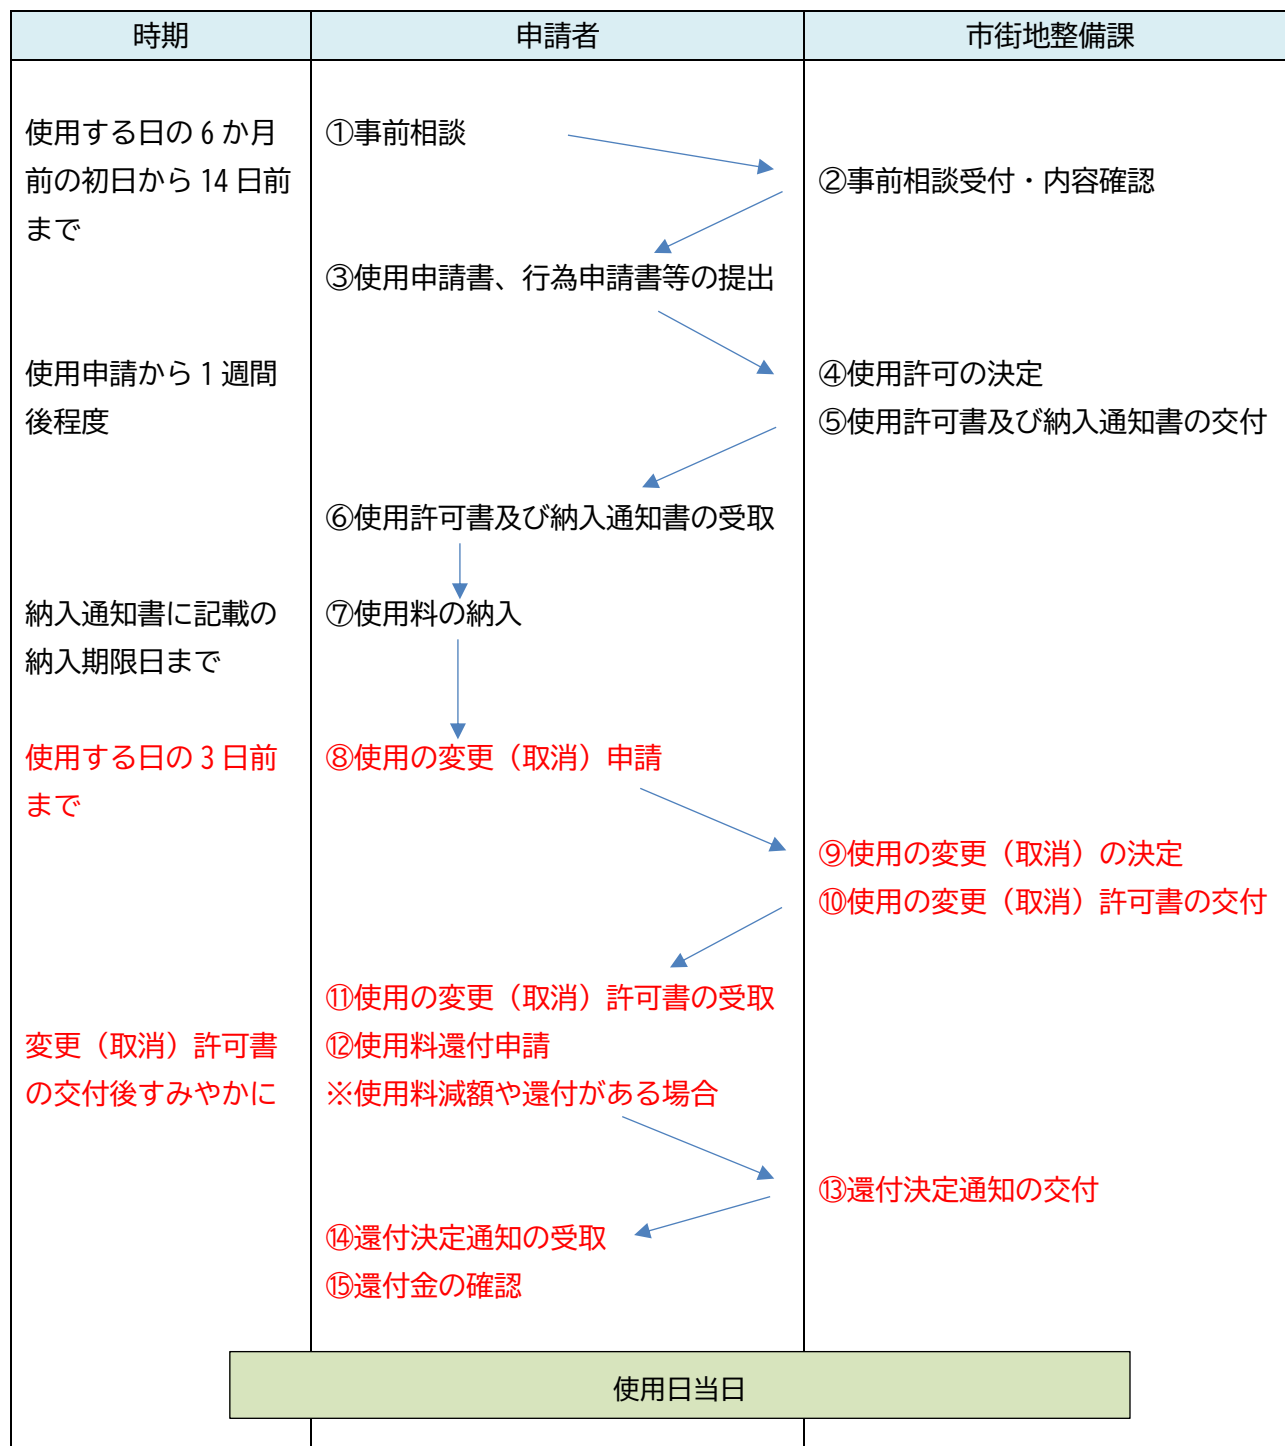 時期
申請者
市街地整備課
使用する日の6か月
前の初日から14日前
まで
①事前相談
②事前相談受付・内容確認
③使用申請書、行為申請書等の提出
使用申請から1週間
後程度
④使用許可の決定
⑤使用許可書及び納入通知書の交付
⑥使用許可書及び納入通知書の受取
納入通知書に記載の
納入期限日まで
⑦使用料の納入
使用する日の3日前
まで
⑧使用の変更（取消）申請
⑨使用の変更（取消）の決定
⑩使用の変更（取消）許可書の交付
⑪使用の変更（取消）許可書の受取
変更（取消）許可書
の交付後すみやかに
⑫使用料還付申請
※使用料減額や還付がある場合
⑬還付決定通知の交付
⑭還付決定通知の受取
⑮還付金の確認
使用日当日